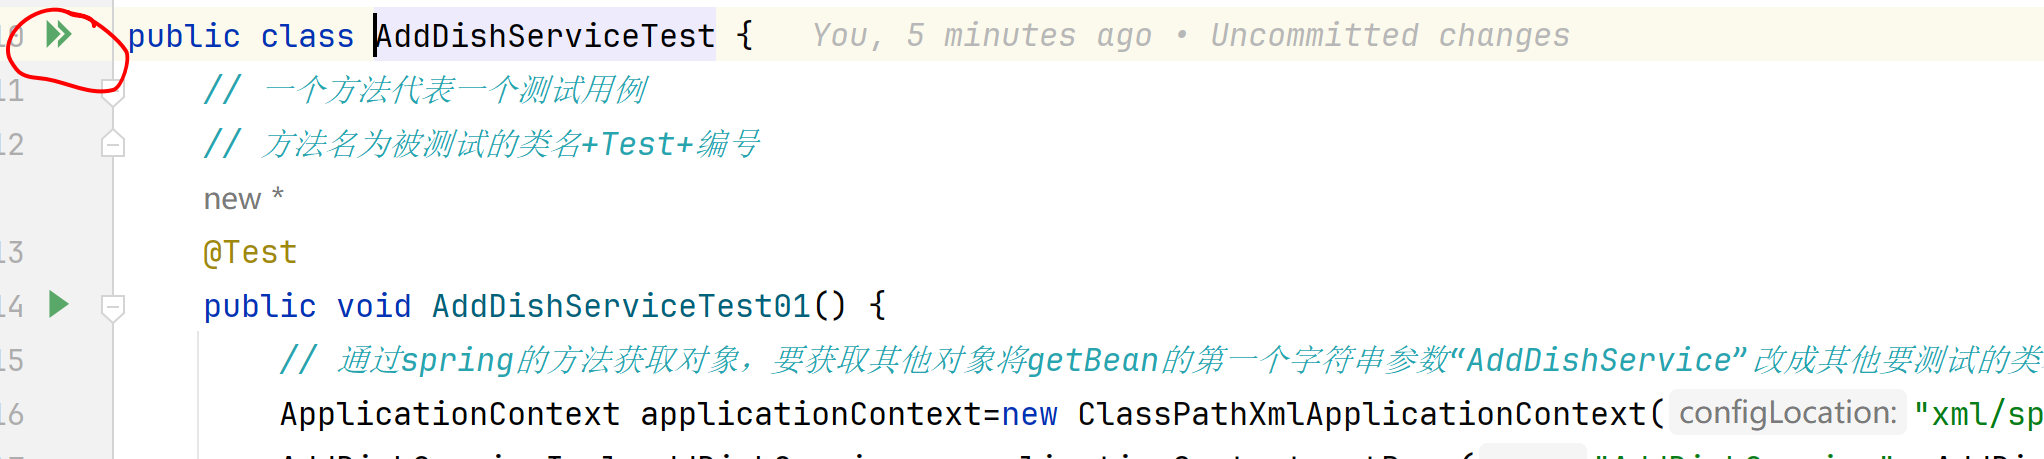 10 public class AddDishServiceTest { You, 5 minutes ago • Uncommitted changes
11 // 一个方法代表一个测试用例
12 // 方法名为被测试的类名+Test+编号
new *
13 @Test
14 public void AddDishServiceTest01() {
15 // 通过spring的方法获取对象，要获取其他对象将getBean的第一个字符串参数“AddDishService”改成其他要测试的类
16 ApplicationContext applicationContext=new ClassPathXmlApplicationContext( configLocation: "xml/sp